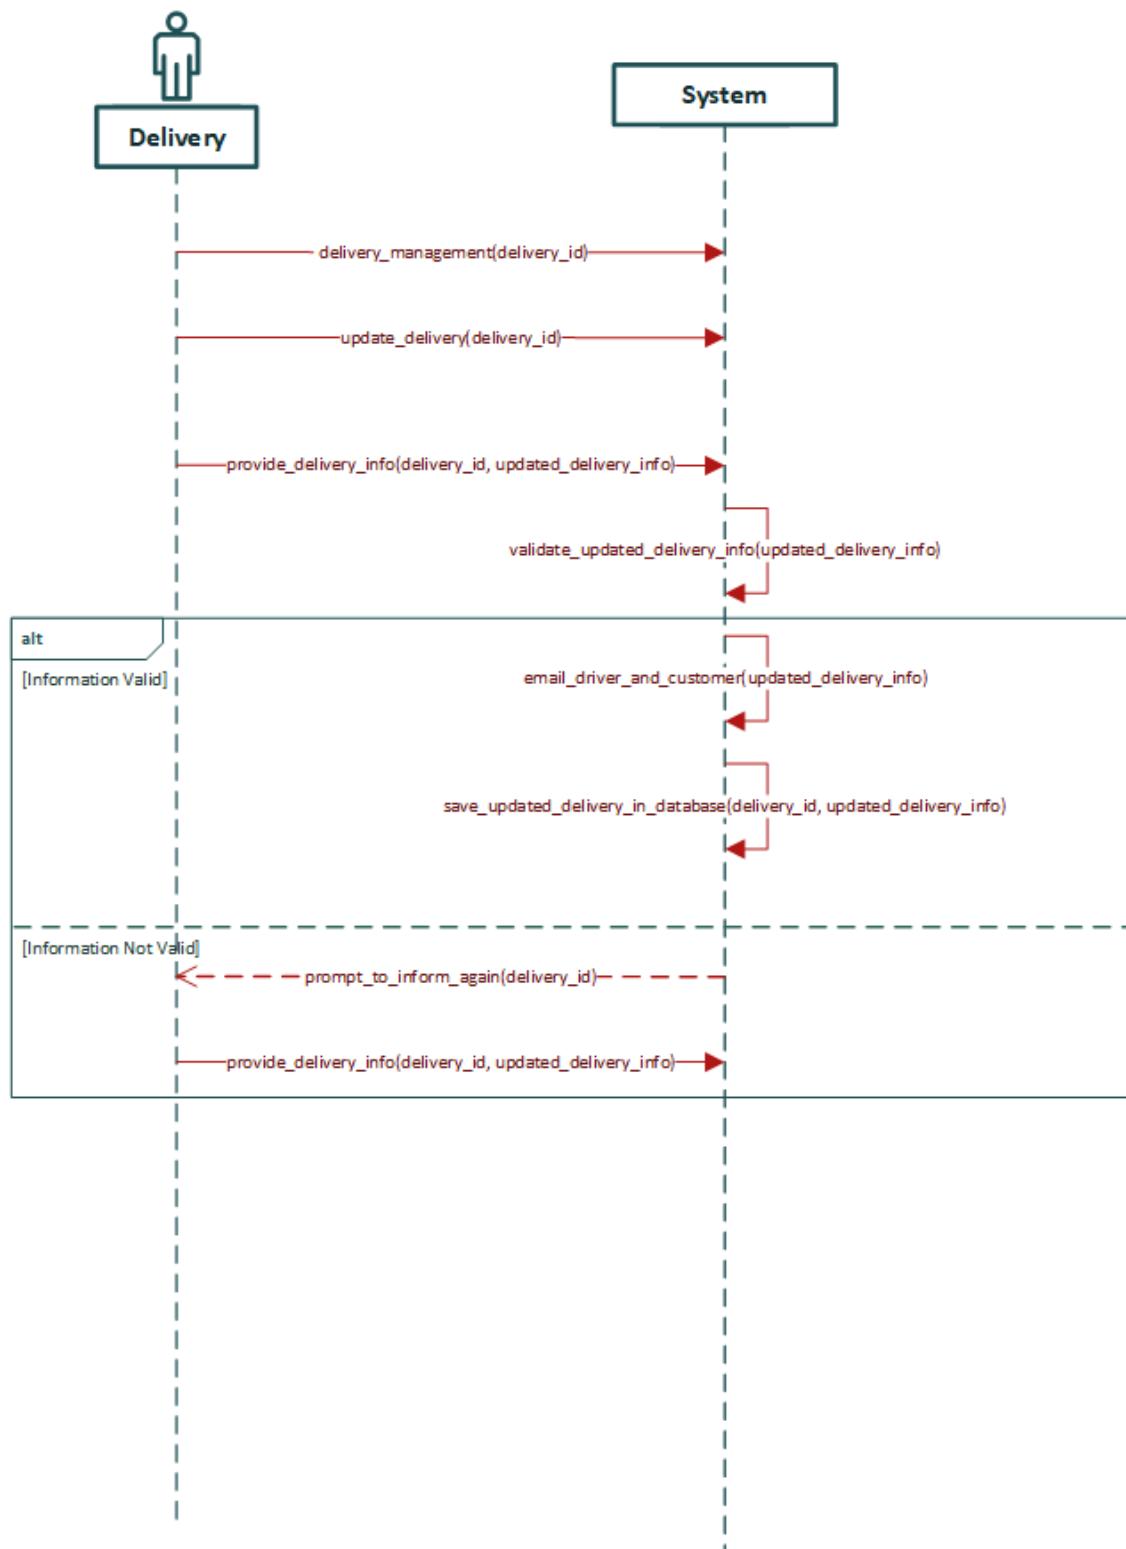 Delivery
System
delivery_management(delivery_id)
update_delivery(delivery_id)
provide_delivery_info(delivery_id, updated_delivery_info)
validate_updated_delivery_info(updated_delivery_info)
alt
[Information Valid]
email_driver_and_customer(updated_delivery_info)
save_updated_delivery_in_database(delivery_id, updated_delivery_info)
[Information Not Valid]
prompt_to_inform_again(delivery_id)
provide_delivery_info(delivery_id, updated_delivery_info)